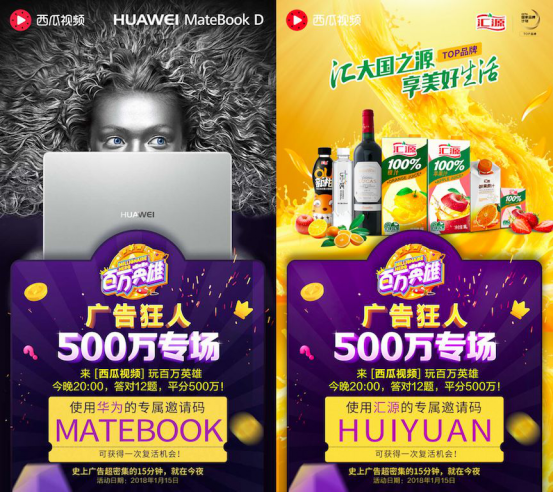 西瓜视频
HUAWEI MateBook D
HUAWEI
MILLIONAIRE HERO
百万英雄
广告狂人
500万专场
来 [西瓜视频] 玩百万英雄
今晚20:00，答对12题，平分500万！
使用华为的专属邀请码
MATEBOOK
可获得一次复活机会！
史上广告超密集的15分钟，就在今夜
活动日期：2018年1月15日
西瓜视频
汇源
TOP品牌
汇大国之源
TOP品牌
享美好生活
汇源
100%
汇源
100%
100%
百万英雄
广告狂人
500万专场
来 [西瓜视频] 玩百万英雄
今晚20:00，答对12题，平分500万！
使用汇源的专属邀请码
HUIYUAN
可获得一次复活机会！
史上广告超密集的15分钟，就在今夜
活动日期：2018年1月15日